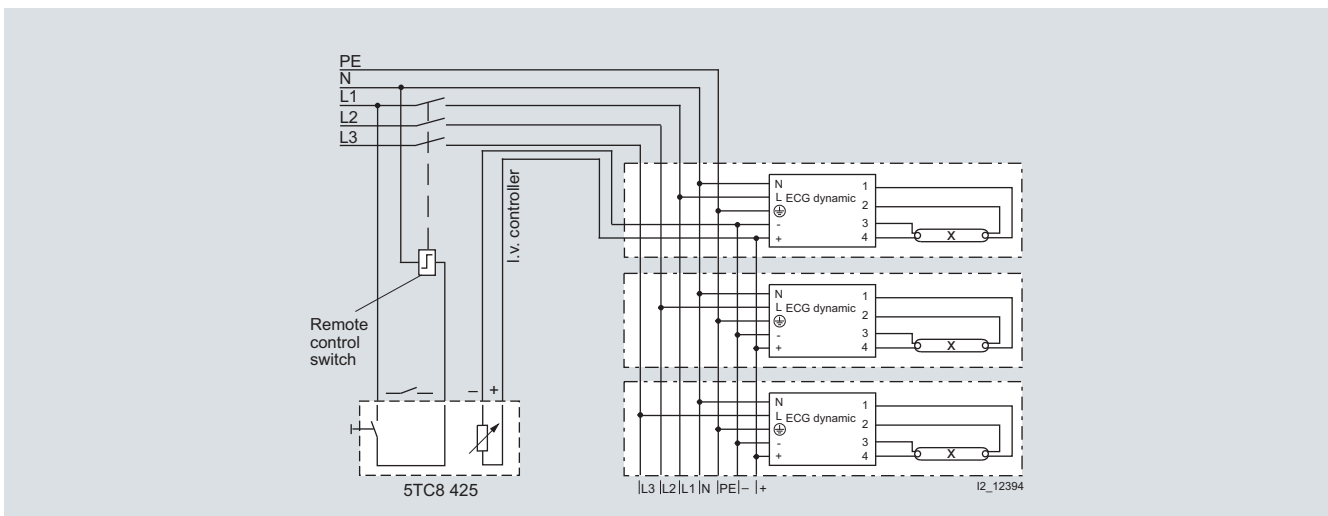 PE
N
L1
L2
L3
I.v. controller
Remote
control
switch
– +
5TC8 425
N
L ECG dynamic
-
+
1
2
3
4
X
N
L ECG dynamic
-
+
1
2
3
4
X
N
L ECG dynamic
-
+
1
2
3
4
X
L3 L2 L1 N PE – +
I2_12394